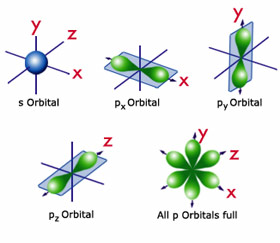 y
z
x
s Orbital
x
px Orbital
y
py Orbital
z
pz Orbital
y
z
x
All p Orbitals full